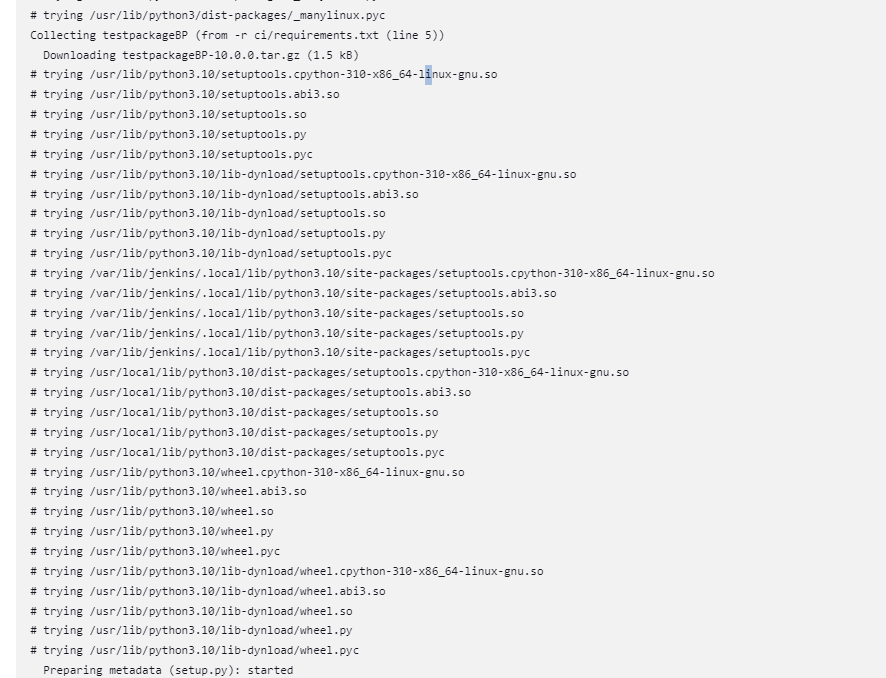 # trying /usr/lib/python3/dist-packages/_manylinux.pyc
Collecting testpackageBP (from -r ci/requirements.txt (line 5))
Downloading testpackageBP-10.0.0.tar.gz (1.5 kB)
# trying /usr/lib/python3.10/setuptools.cpython-310-x86_64-linux-gnu.so
# trying /usr/lib/python3.10/setuptools.abi3.so
# trying /usr/lib/python3.10/setuptools.so
# trying /usr/lib/python3.10/setuptools.py
# trying /usr/lib/python3.10/setuptools.pyc
# trying /usr/lib/python3.10/lib-dynload/setuptools.cpython-310-x86_64-linux-gnu.so
# trying /usr/lib/python3.10/lib-dynload/setuptools.abi3.so
# trying /usr/lib/python3.10/lib-dynload/setuptools.so
# trying /usr/lib/python3.10/lib-dynload/setuptools.py
# trying /usr/lib/python3.10/lib-dynload/setuptools.pyc
# trying /var/lib/jenkins/.local/lib/python3.10/site-packages/setuptools.cpython-310-x86_64-linux-gnu.so
# trying /var/lib/jenkins/.local/lib/python3.10/site-packages/setuptools.abi3.so
# trying /var/lib/jenkins/.local/lib/python3.10/site-packages/setuptools.so
# trying /var/lib/jenkins/.local/lib/python3.10/site-packages/setuptools.py
# trying /var/lib/jenkins/.local/lib/python3.10/site-packages/setuptools.pyc
# trying /usr/local/lib/python3.10/dist-packages/setuptools.cpython-310-x86_64-linux-gnu.so
# trying /usr/local/lib/python3.10/dist-packages/setuptools.abi3.so
# trying /usr/local/lib/python3.10/dist-packages/setuptools.so
# trying /usr/local/lib/python3.10/dist-packages/setuptools.py
# trying /usr/local/lib/python3.10/dist-packages/setuptools.pyc
# trying /usr/lib/python3.10/wheel.cpython-310-x86_64-linux-gnu.so
# trying /usr/lib/python3.10/wheel.abi3.so
# trying /usr/lib/python3.10/wheel.so
# trying /usr/lib/python3.10/wheel.py
# trying /usr/lib/python3.10/wheel.pyc
# trying /usr/lib/python3.10/lib-dynload/wheel.cpython-310-x86_64-linux-gnu.so
# trying /usr/lib/python3.10/lib-dynload/wheel.abi3.so
# trying /usr/lib/python3.10/lib-dynload/wheel.so
# trying /usr/lib/python3.10/lib-dynload/wheel.py
# trying /usr/lib/python3.10/lib-dynload/wheel.pyc
Preparing metadata (setup.py): started